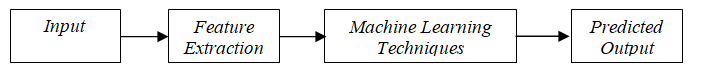 Input
Feature
Extraction
Machine Learning
Techniques
Predicted
Output